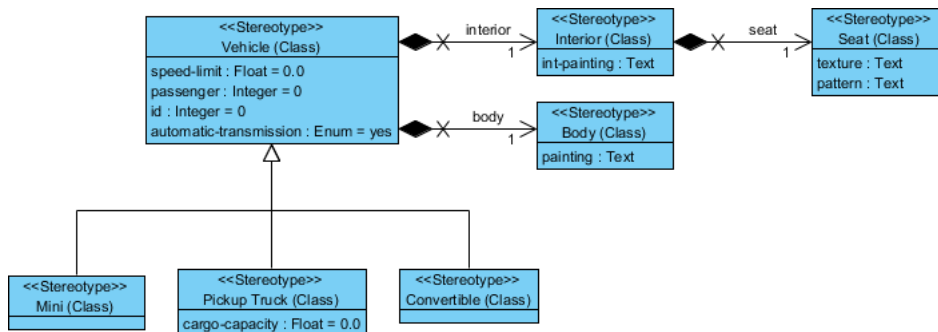 <<Stereotype>>
Vehicle (Class)
speed-limit : Float = 0.0
passenger : Integer = 0
id : Integer = 0
automatic-transmission : Enum = yes
interior
1
<<Stereotype>>
Interior (Class)
int-painting : Text
seat
1
<<Stereotype>>
Seat (Class)
texture : Text
pattern : Text
body
1
<<Stereotype>>
Body (Class)
painting : Text
<<Stereotype>>
Mini (Class)
<<Stereotype>>
Pickup Truck (Class)
cargo-capacity : Float = 0.0
<<Stereotype>>
Convertible (Class)